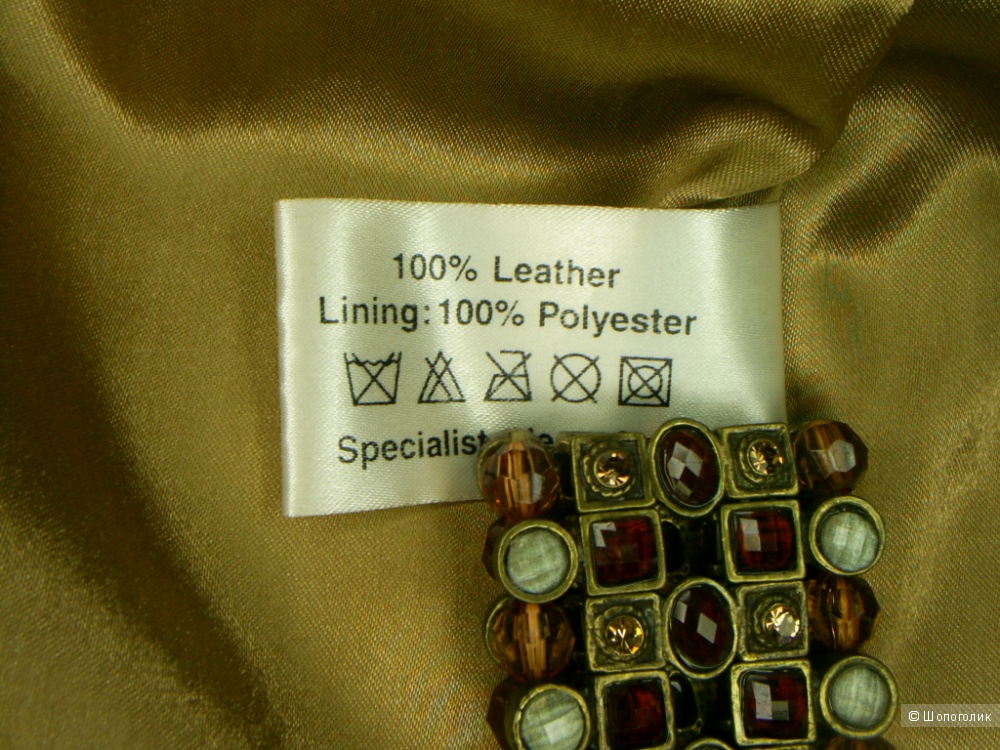 100% Leather
Lining: 100% Polyester
Specialist
© Шопоголик